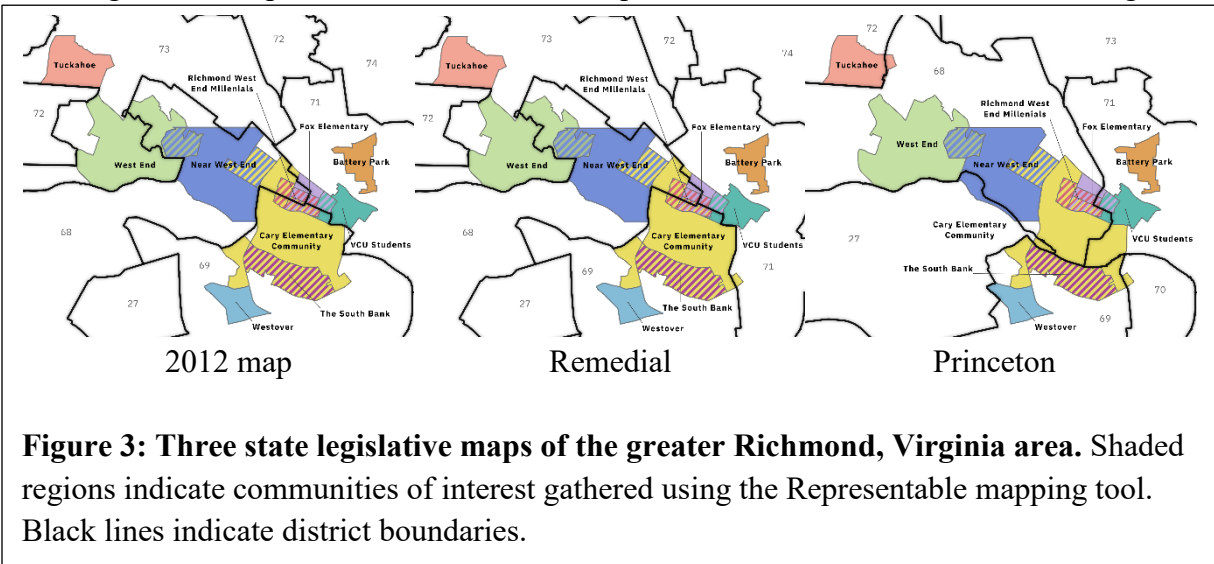 73
72
74
Tuckahoe
Richmond West
End Millenials
71
72
Fox Elementary
Battery Park
West End
Near West End
VCU Students
Cary Elementary
Community
68
69
27
The South Bank
Westover
2012 map
73
72
74
Tuckahoe
Richmond West
End Millenials
71
72
Fox Elementary
Battery Park
West End
Near West End
VCU Students
Cary Elementary
Community
68
69
71
27
The South Bank
Westover
Remedial
72
73
68
Tuckahoe
Richmond West
End Millenials
71
Fox Elementary
Battery Park
West End
Near West End
VCU Students
Cary Elementary
Community
27
The South Bank
70
69
Westover
Princeton
Figure 3: Three state legislative maps of the greater Richmond, Virginia area. Shaded
regions indicate communities of interest gathered using the Representable mapping tool.
Black lines indicate district boundaries.